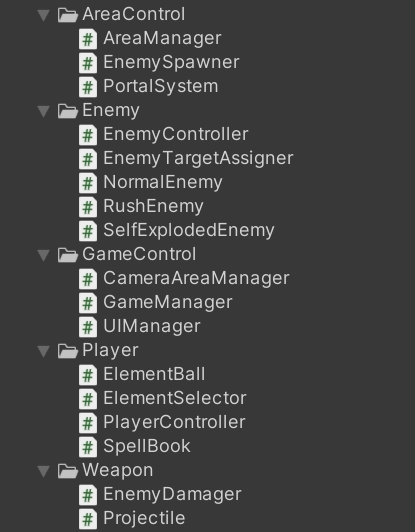 AreaControl
# AreaManager
# EnemySpawner
# PortalSystem
Enemy
# EnemyController
# EnemyTargetAssigner
# NormalEnemy
# RushEnemy
# SelfExplodedEnemy
GameControl
# CameraAreaManager
# GameManager
# UIManager
Player
# ElementBall
# ElementSelector
# PlayerController
# SpellBook
Weapon
# EnemyDamager
# Projectile